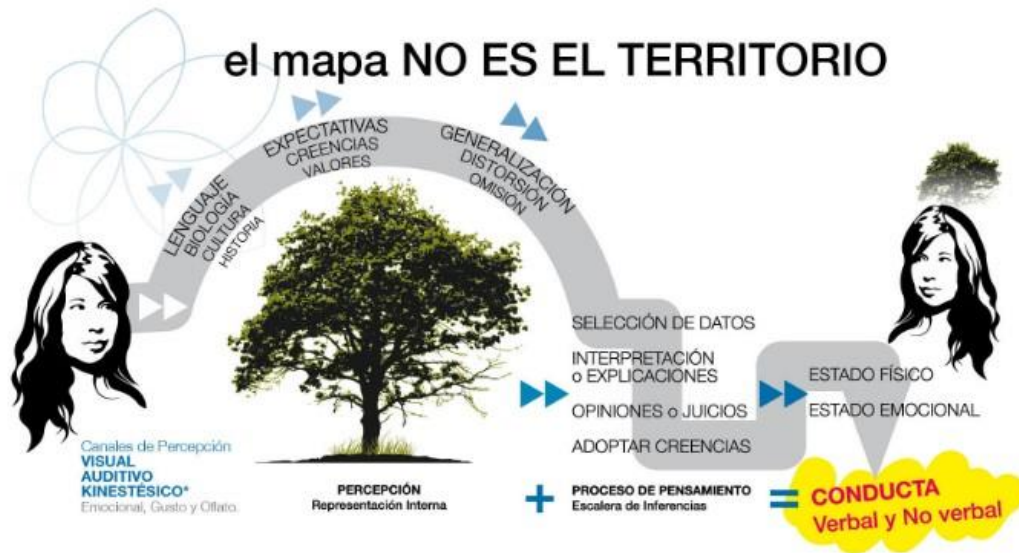 el mapa NO ES EL TERRITORIO
LENGUAJE
BIOLOGÍA
CULTURA
HISTORIA
EXPECTATIVAS
CREENCIAS
VALORES
GENERALIZACIÓN
DISTORSIÓN
OMISIÓN
SELECCIÓN DE DATOS
INTERPRETACIÓN
o EXPLICACIONES
OPINIONES o JUICIOS
ADOPTAR CREENCIAS
ESTADO FÍSICO
ESTADO EMOCIONAL
Canales de Percepción
VISUAL
AUDITIVO
KINESTÉSICO*
Emocional, Gusto y Olfato.
PERCEPCIÓN
Representación Interna
+
PROCESO DE PENSAMIENTO
Escalera de Inferencias
=
CONDUCTA
Verbal y No verbal